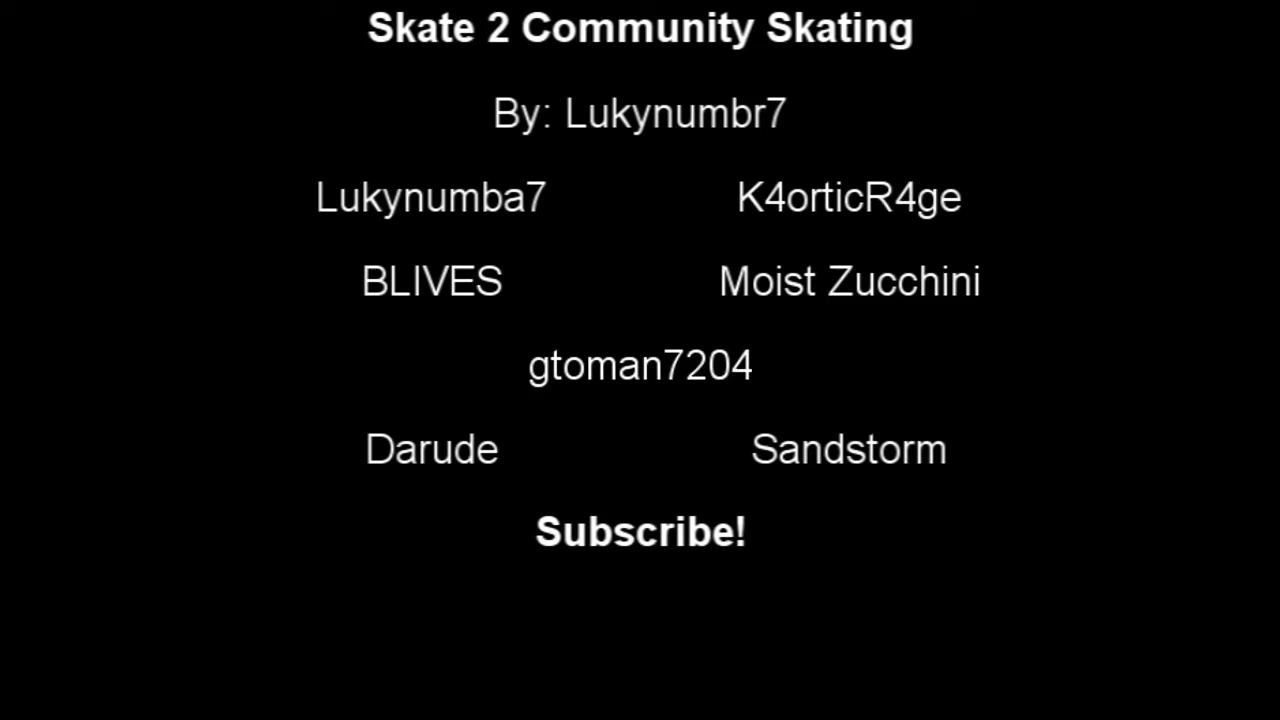 Skate 2 Community Skating
By: Lukynumbr7
Lukynumba7 K4orticR4ge
BLIVES Moist Zucchini
gtoman7204
Darude Sandstorm
Subscribe!